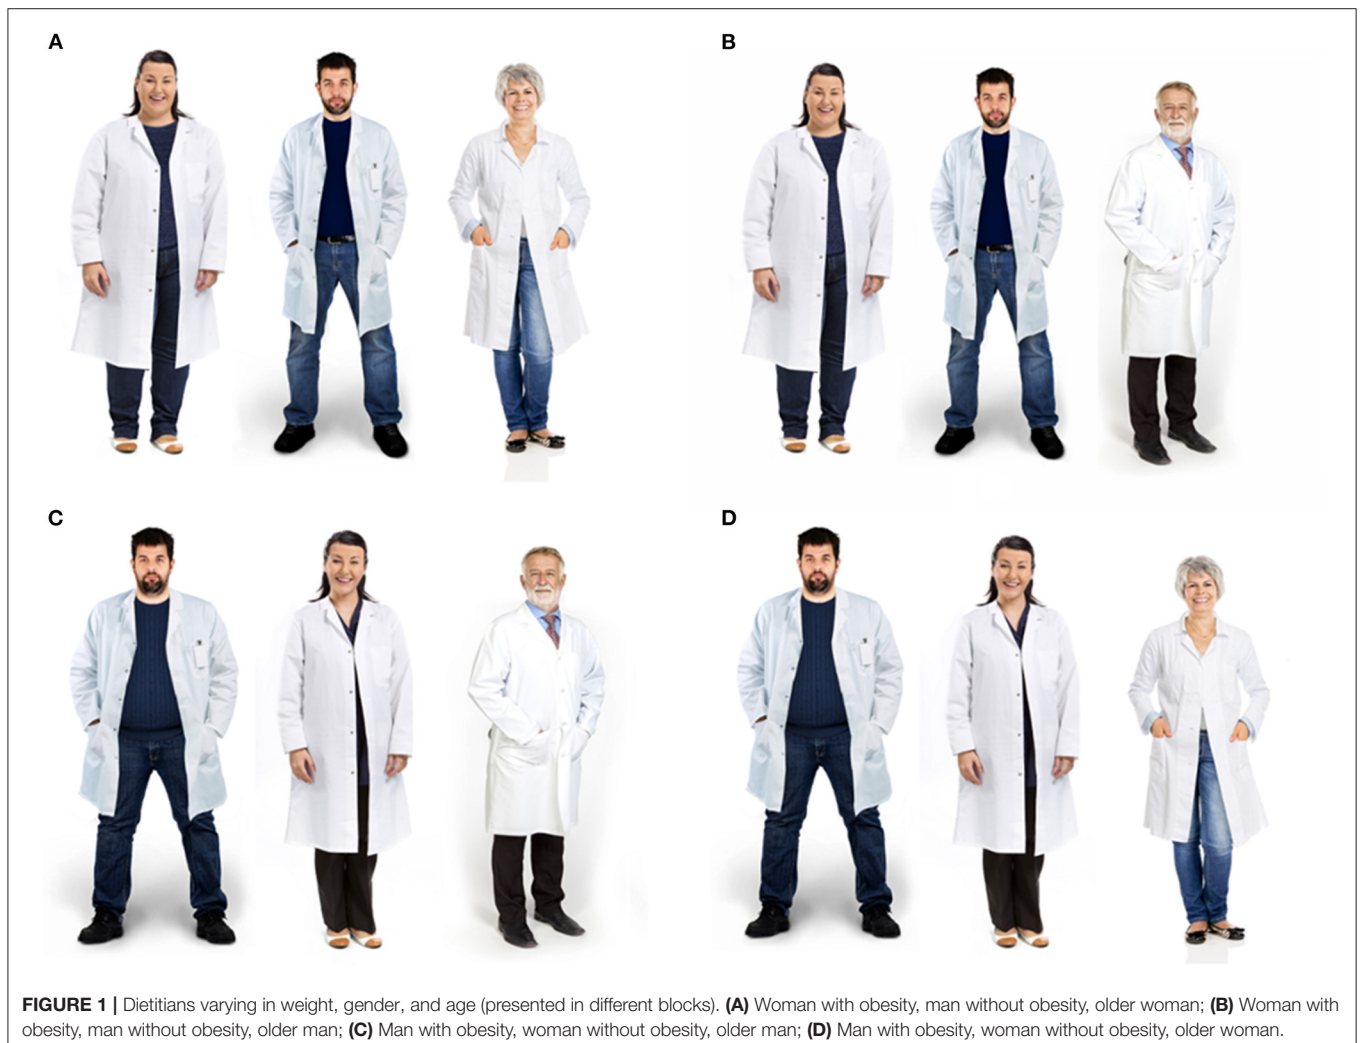 A
B
C
D
FIGURE 1 | Dietitians varying in weight, gender, and age (presented in different blocks). (A) Woman with obesity, man without obesity, older woman; (B) Woman with
obesity, man without obesity, older man; (C) Man with obesity, woman without obesity, older man; (D) Man with obesity, woman without obesity, older woman.